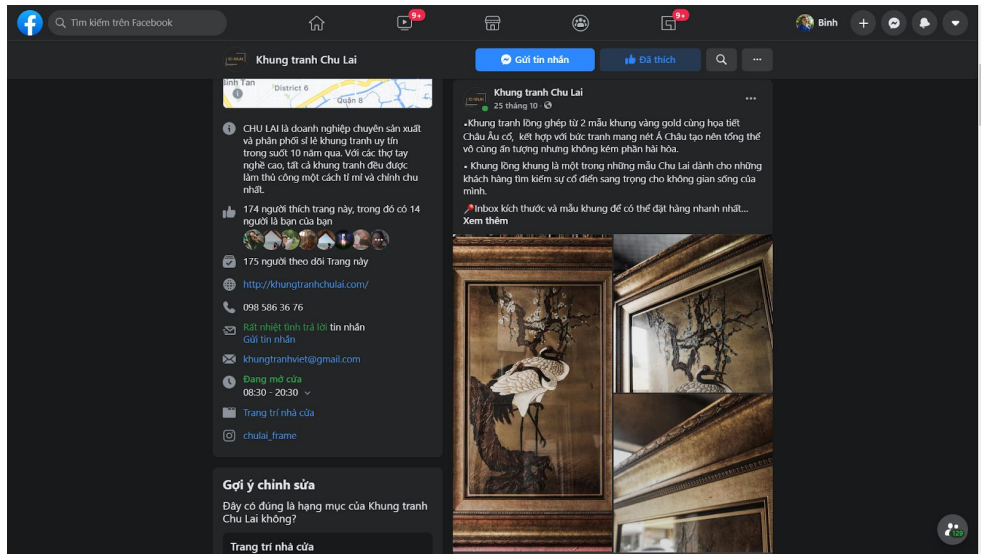 Tìm kiếm trên Facebook
9+
9+
Bình
Khung tranh Chu Lai
Gửi tin nhắn
Đã thích
District 6
Quận 8
CHU LAI là doanh nghiệp chuyên sản xuất
và phân phối sỉ lẻ khung tranh uy tín
trong suốt 10 năm qua. Với các thợ tay
nghề cao, tất cả khung tranh đều được
làm thủ công một cách tỉ mỉ và chỉnh chu
nhất.
174 người thích trang này, trong đó có 14
người là bạn của bạn
175 người theo dõi Trang này
http://khungtranhchulai.com/
098 586 36 76
Rất nhiệt tình trả lời tin nhắn
Gửi tin nhắn
khungtranhviet@gmail.com
Đang mở cửa
08:30 - 20:30
Trang trí nhà cửa
chulai_frame
Gợi ý chỉnh sửa
Đây có đúng là hạng mục của Khung tranh
Chu Lai không?
Trang trí nhà cửa
Khung tranh Chu Lai
25 tháng 10 ·
▪Khung tranh lồng ghép từ 2 mẫu khung vàng gold cùng họa tiết
Châu Âu cổ, kết hợp với bức tranh mang nét Á Châu tạo nên tổng thể
vô cùng ấn tượng nhưng không kém phần hài hòa.
▪ Khung lồng khung là một trong những mẫu Chu Lai dành cho những
khách hàng tìm kiếm sự cổ điển sang trọng cho không gian sống của
mình.
📌Inbox kích thước và mẫu khung để có thể đặt hàng nhanh nhất...
Xem thêm
129